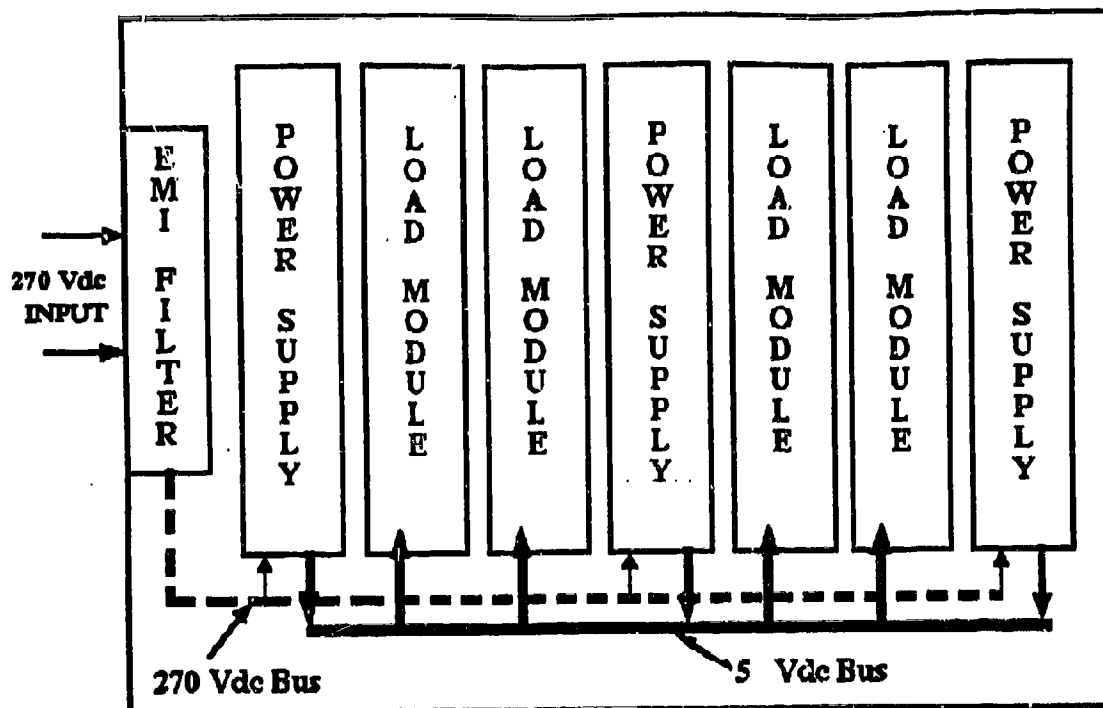 EMI FILTER
POWER SUPPLY
LOAD MODULE
LOAD MODULE
POWER SUPPLY
LOAD MODULE
LOAD MODULE
POWER SUPPLY
270 Vdc
INPUT
270 Vdc Bus
5 Vdc Bus